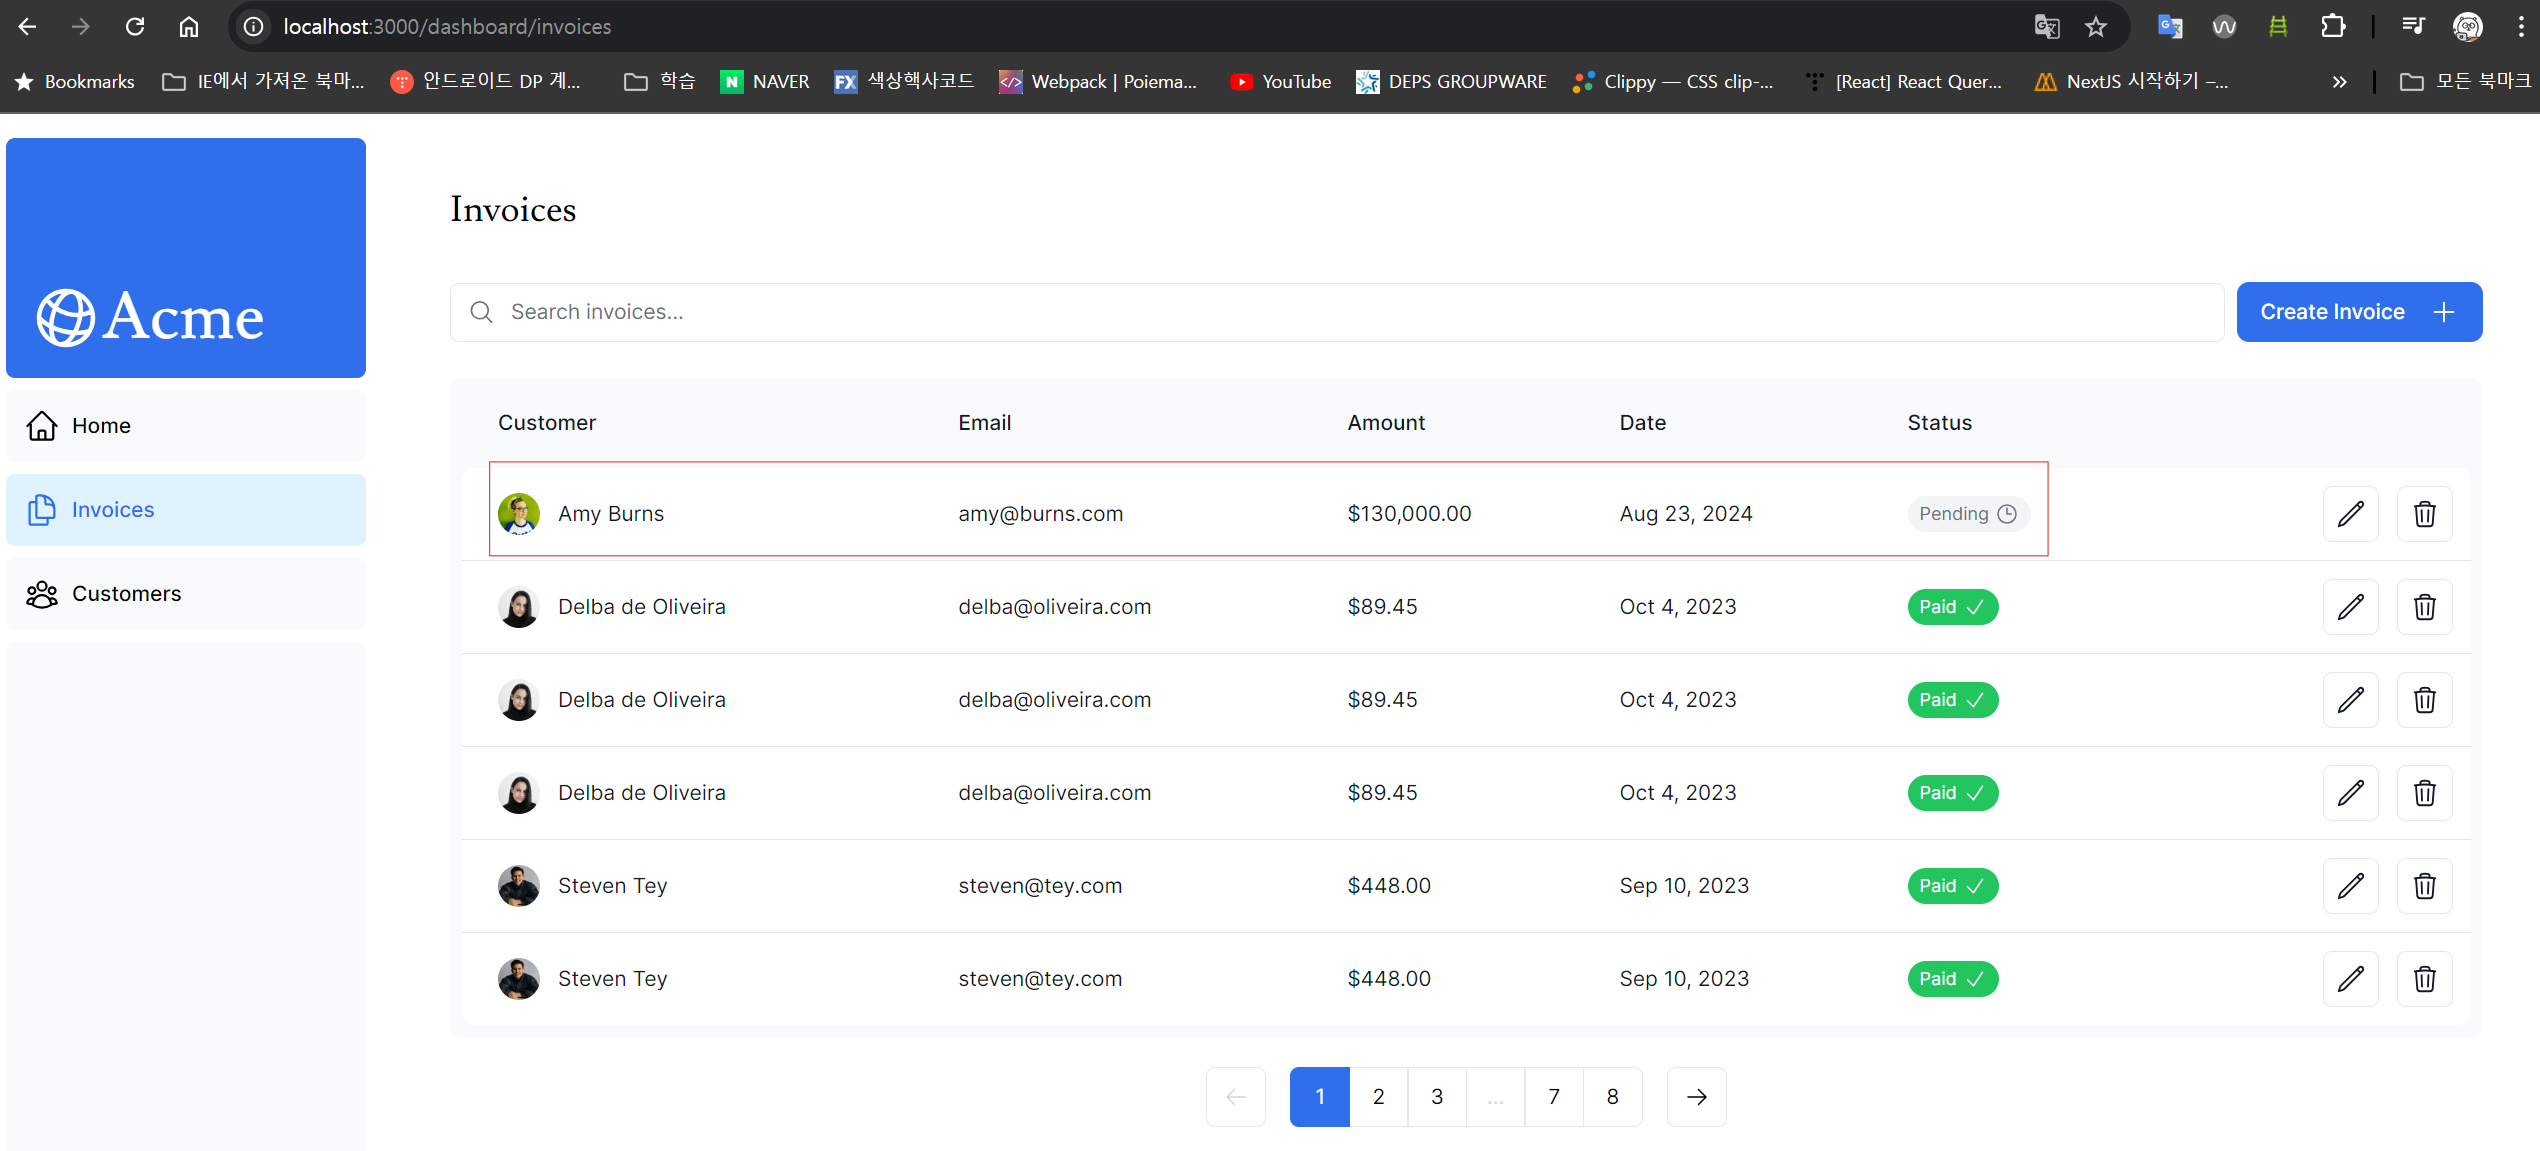 localhost:3000/dashboard/invoices
Bookmarks IE에서 가져온 북마... 안드로이드 DP 계... 학습 NAVER 색상핵사코드 Webpack | Poiema... YouTube DEPS GROUPWARE Clippy — CSS clip-... [React] React Quer... NextJS 시작하기 –... 모든 북마크
Acme
Home
Invoices
Customers
Invoices
Search invoices...
Create Invoice
Customer Email Amount Date Status
Amy Burns amy@burns.com $130,000.00 Aug 23, 2024 Pending
Delba de Oliveira delba@oliveira.com $89.45 Oct 4, 2023 Paid
Delba de Oliveira delba@oliveira.com $89.45 Oct 4, 2023 Paid
Delba de Oliveira delba@oliveira.com $89.45 Oct 4, 2023 Paid
Steven Tey steven@tey.com $448.00 Sep 10, 2023 Paid
Steven Tey steven@tey.com $448.00 Sep 10, 2023 Paid
1 2 3 ... 7 8